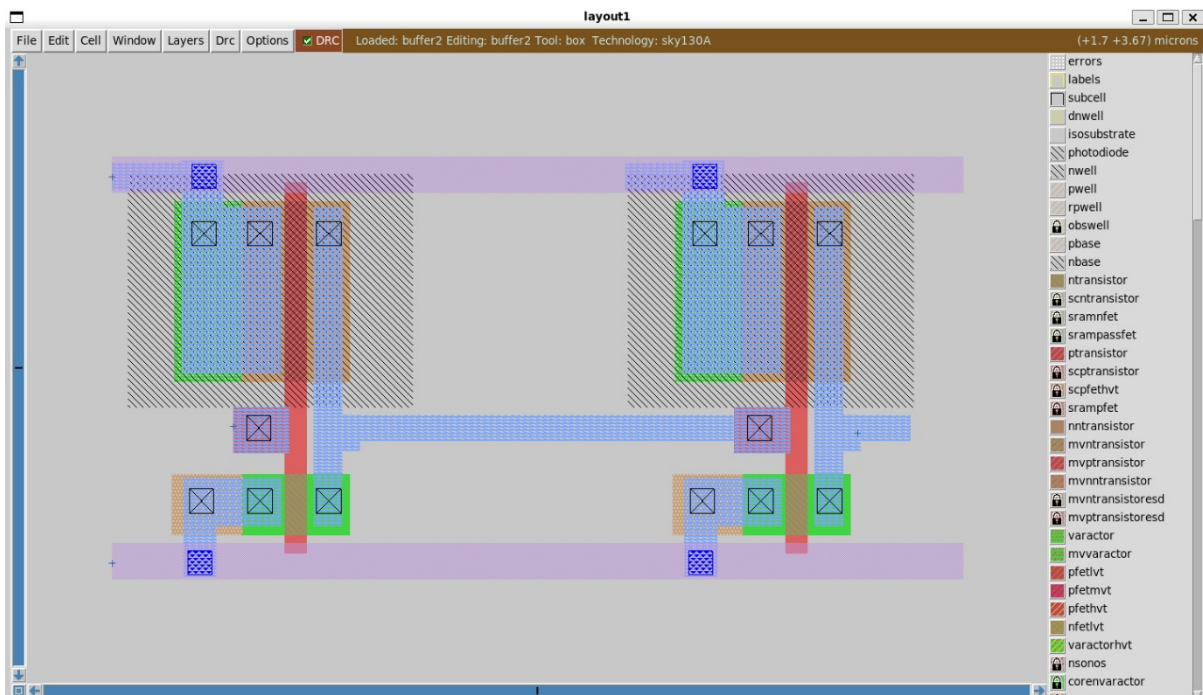 layout1
File Edit Cell Window Layers Drc Options DRC Loaded: buffer2 Editing: buffer2 Tool: box Technology: sky130A (+1.7 +3.67) microns
errors
labels
subcell
dnwell
isosubstrate
photodiode
nwell
pwell
rpwell
obswell
pbase
nbase
ntransistor
scntransistor
sramnfet
srampassfet
ptransistor
scptransistor
scpfethvt
srampfet
nntransistor
mvntransistor
mvptransistor
mvnntransistor
mvntransistoresd
mvptransistoresd
varactor
mvvaractor
pfetlvt
pfetmvt
pfethvt
nfetlvt
varactorhvt
nsonos
corenvaractor